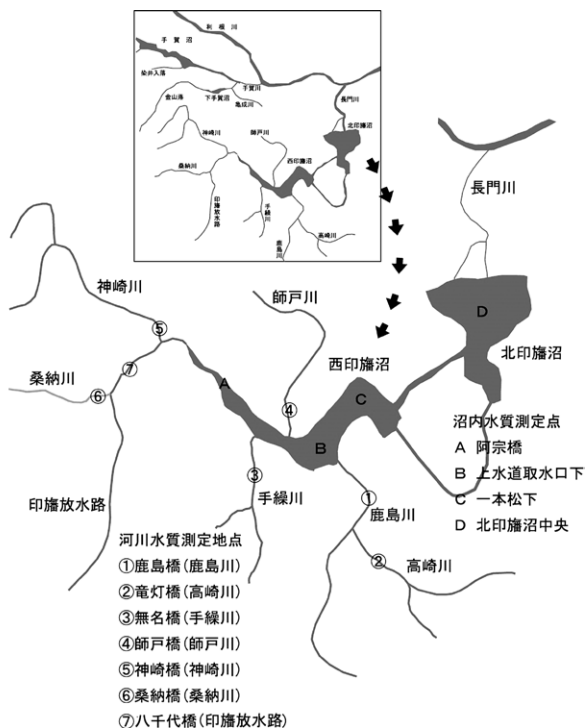 利根川
手賀沼
染井入落
手賀川
金山落
下手賀沼
亀成川
長門川
北印旛沼
師戸川
神崎川
西印旛沼
桑納川
印旛放水路
手繰川
高崎川
鹿島川
長門川
神崎川
師戸川
⑤
D
西印旛沼
北印旛沼
桑納川
⑦
⑥
A
C
④
沼内水質測定点
A 阿宗橋
B
B 上水道取水口下
③
印旛放水路
手繰川
①
C 一本松下
鹿島川
D 北印旛沼中央
河川水質測定地点
②
高崎川
①鹿島橋(鹿島川)
②竜灯橋(高崎川)
③無名橋(手繰川)
④師戸橋(師戸川)
⑤神崎橋(神崎川)
⑥桑納橋(桑納川)
⑦八千代橋(印旛放水路)